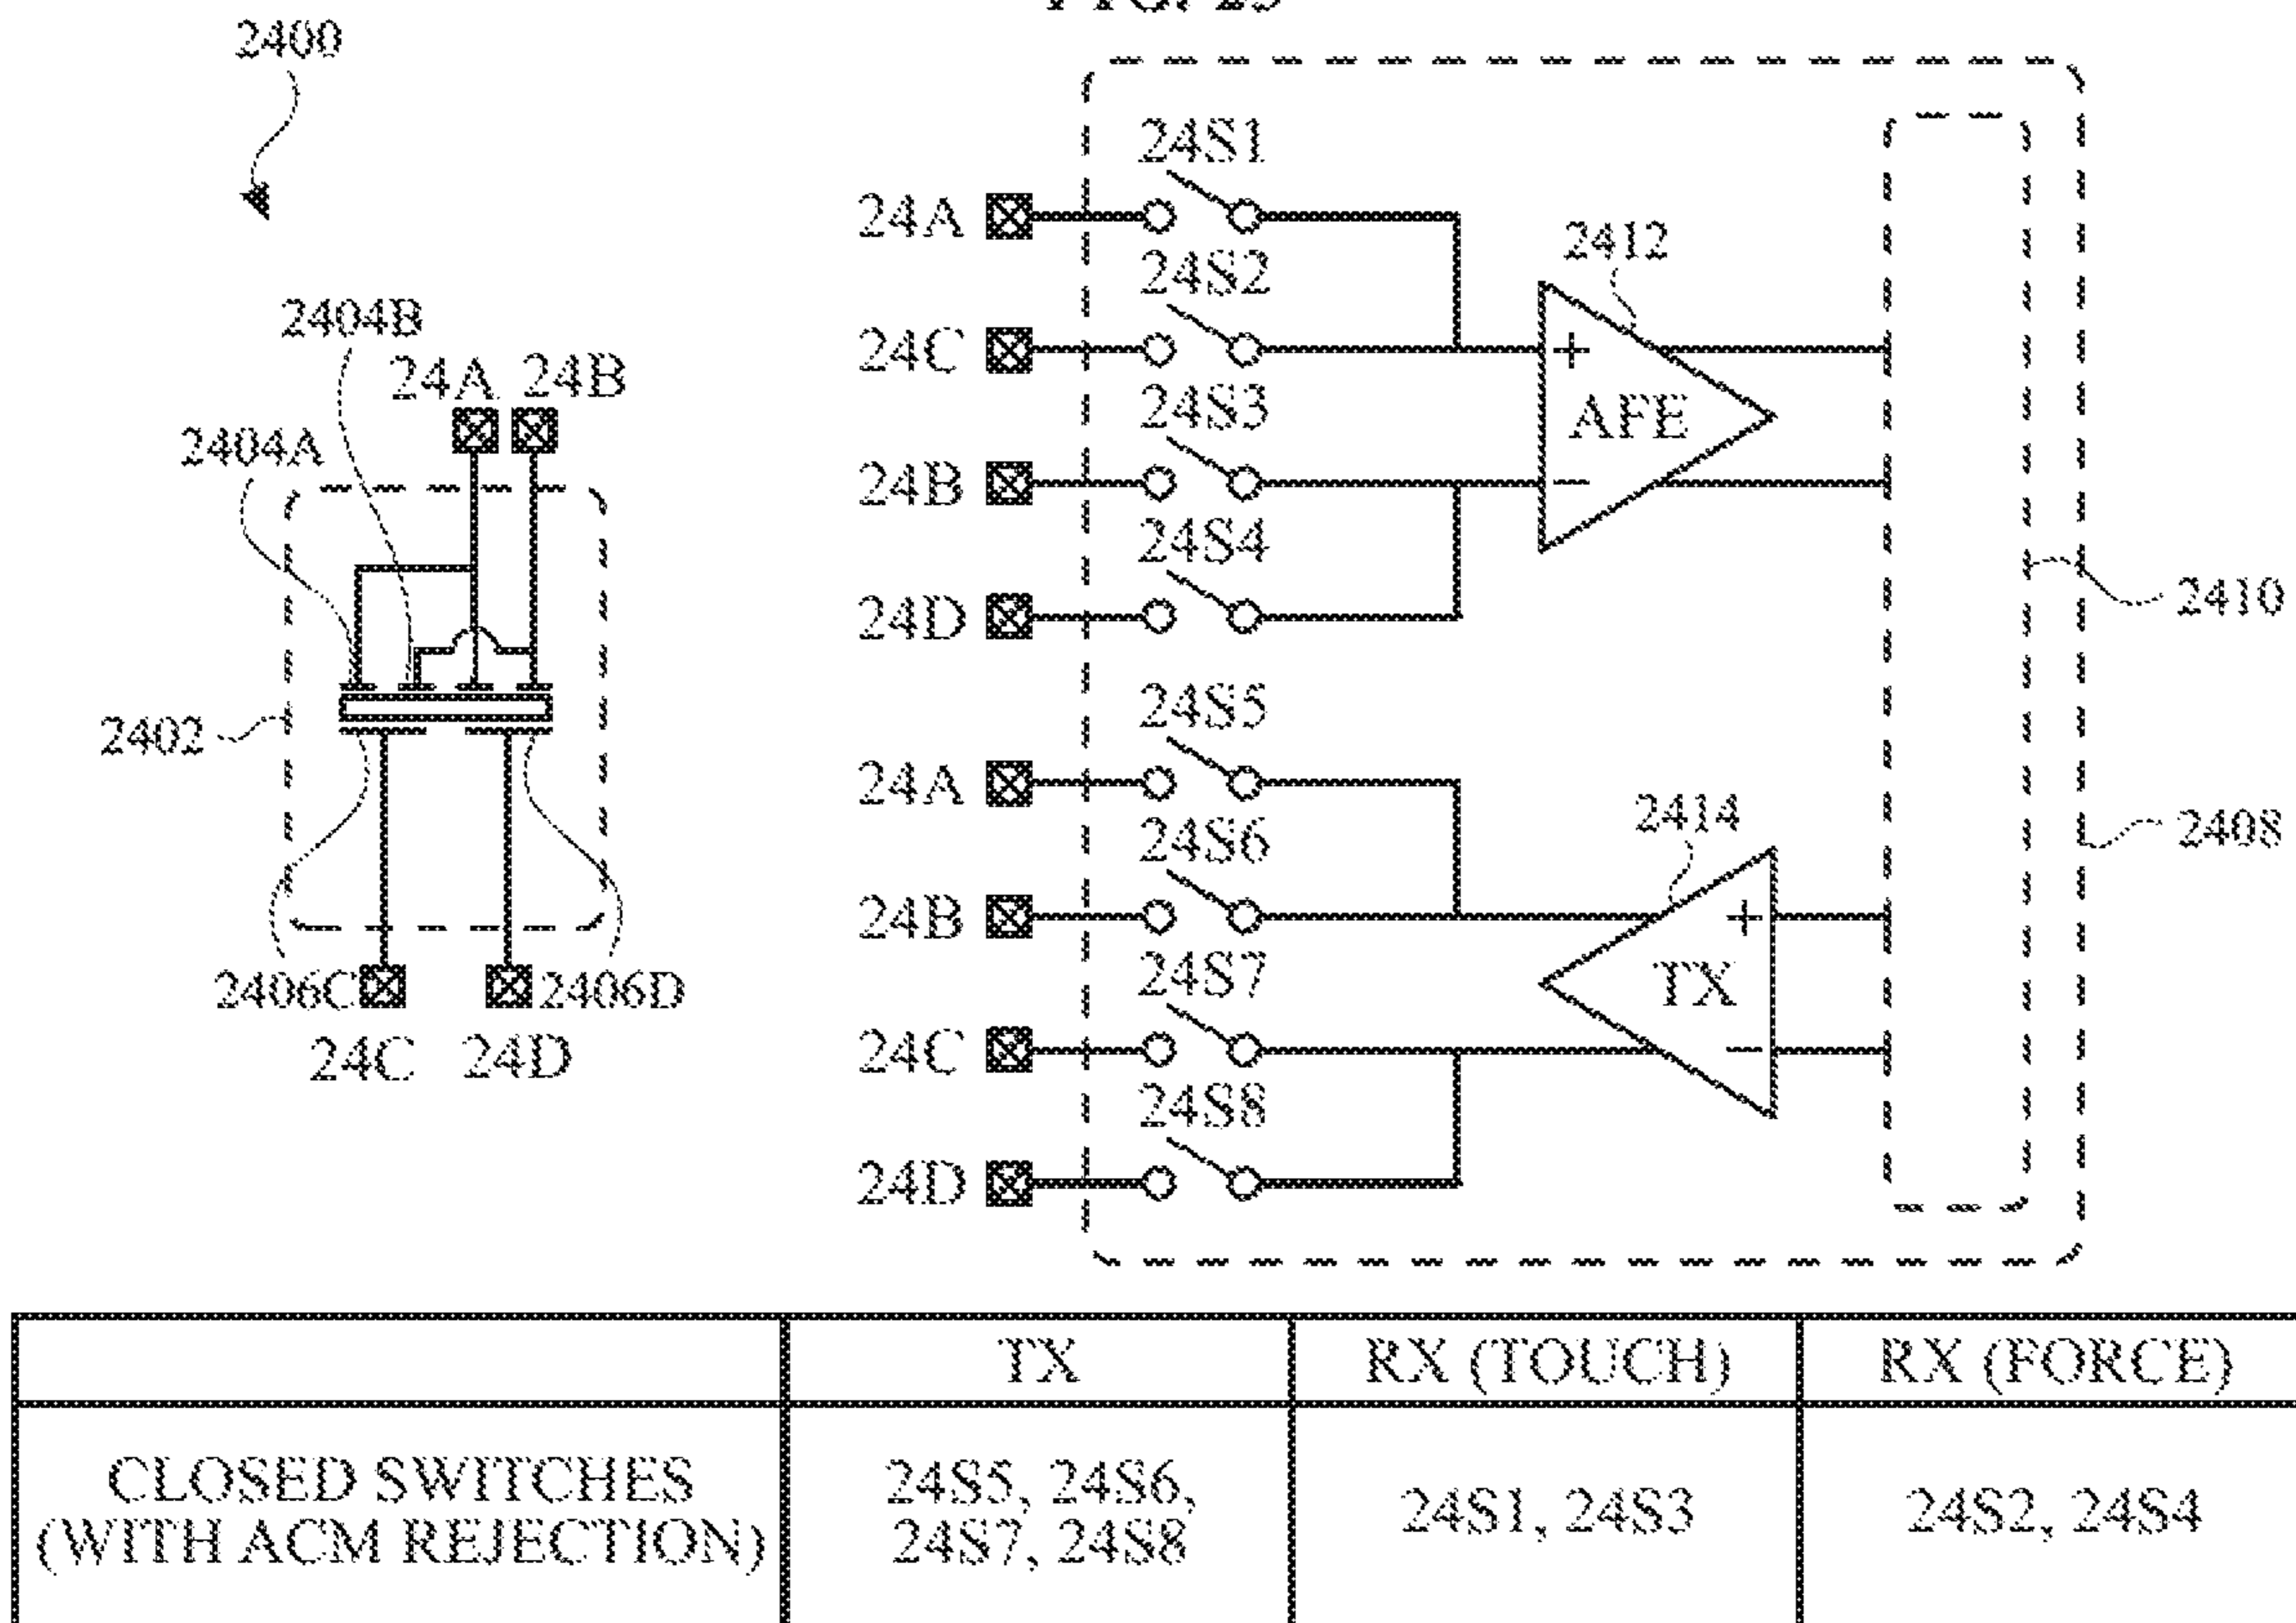 2400
2404B
24A 24B
2404A
2402
2406C
2406D
24C 24D
24S1
24A
24S2
24C
24S3
24B
24S4
24D
2412
+
AFE
−
2410
24S5
24A
24S6
24B
24S7
24C
24S8
24D
2414
+
TX
−
2408
TX
RX (TOUCH)
RX (FORCE)
CLOSED SWITCHES
(WITH ACM REJECTION)
24S5, 24S6,
24S7, 24S8
24S1, 24S3
24S2, 24S4